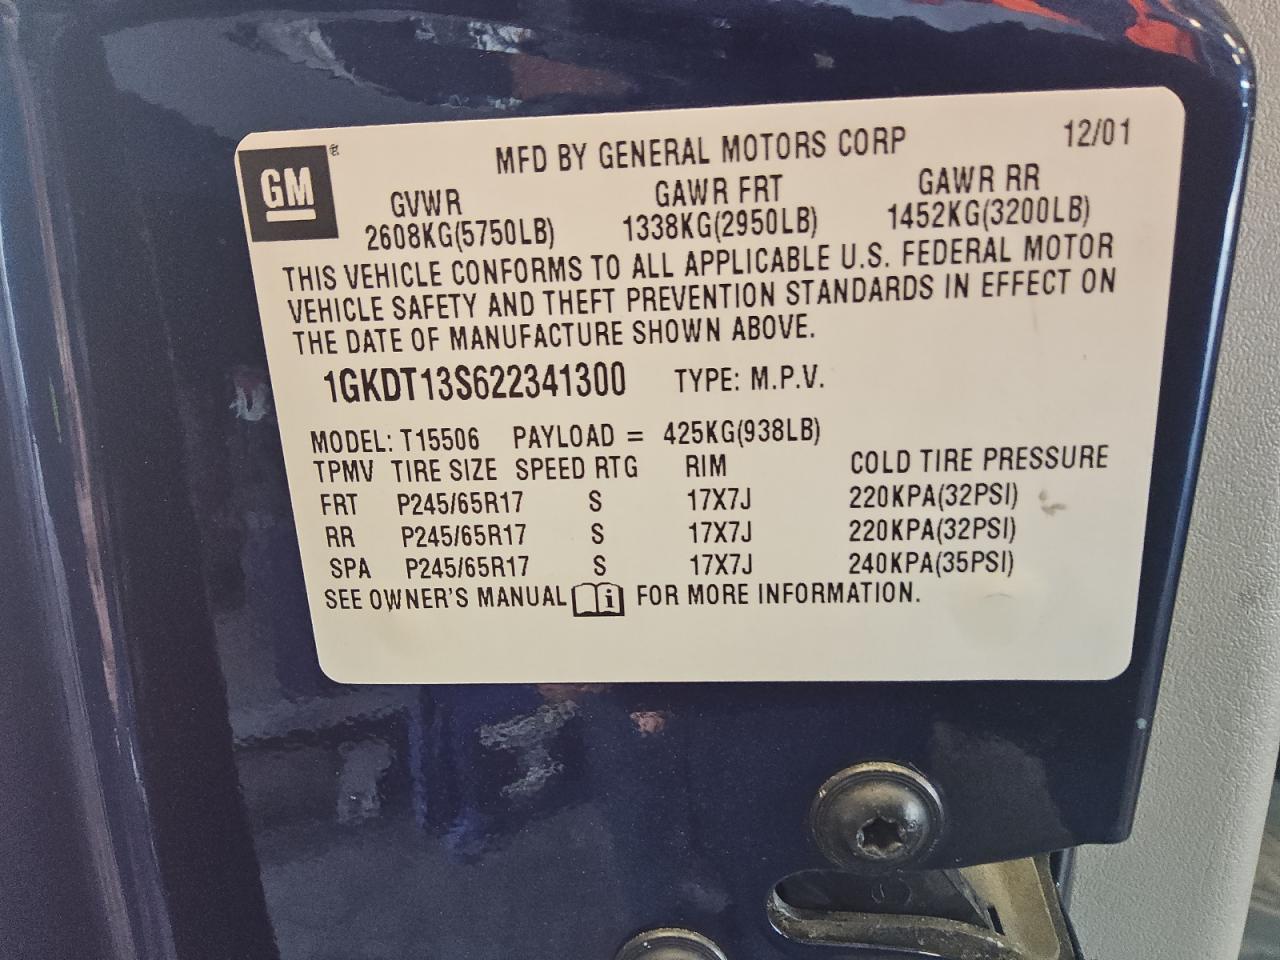 GM ®
MFD BY GENERAL MOTORS CORP 12/01
GVWR GAWR FRT GAWR RR
2608KG(5750LB) 1338KG(2950LB) 1452KG(3200LB)
THIS VEHICLE CONFORMS TO ALL APPLICABLE U.S. FEDERAL MOTOR
VEHICLE SAFETY AND THEFT PREVENTION STANDARDS IN EFFECT ON
THE DATE OF MANUFACTURE SHOWN ABOVE.
1GKDT13S622341300 TYPE: M.P.V.
MODEL: T15506 PAYLOAD = 425KG(938LB)
TPMV TIRE SIZE SPEED RTG RIM COLD TIRE PRESSURE
FRT P245/65R17 S 17X7J 220KPA(32PSI)
RR P245/65R17 S 17X7J 220KPA(32PSI)
SPA P245/65R17 S 17X7J 240KPA(35PSI)
SEE OWNER'S MANUAL i FOR MORE INFORMATION.